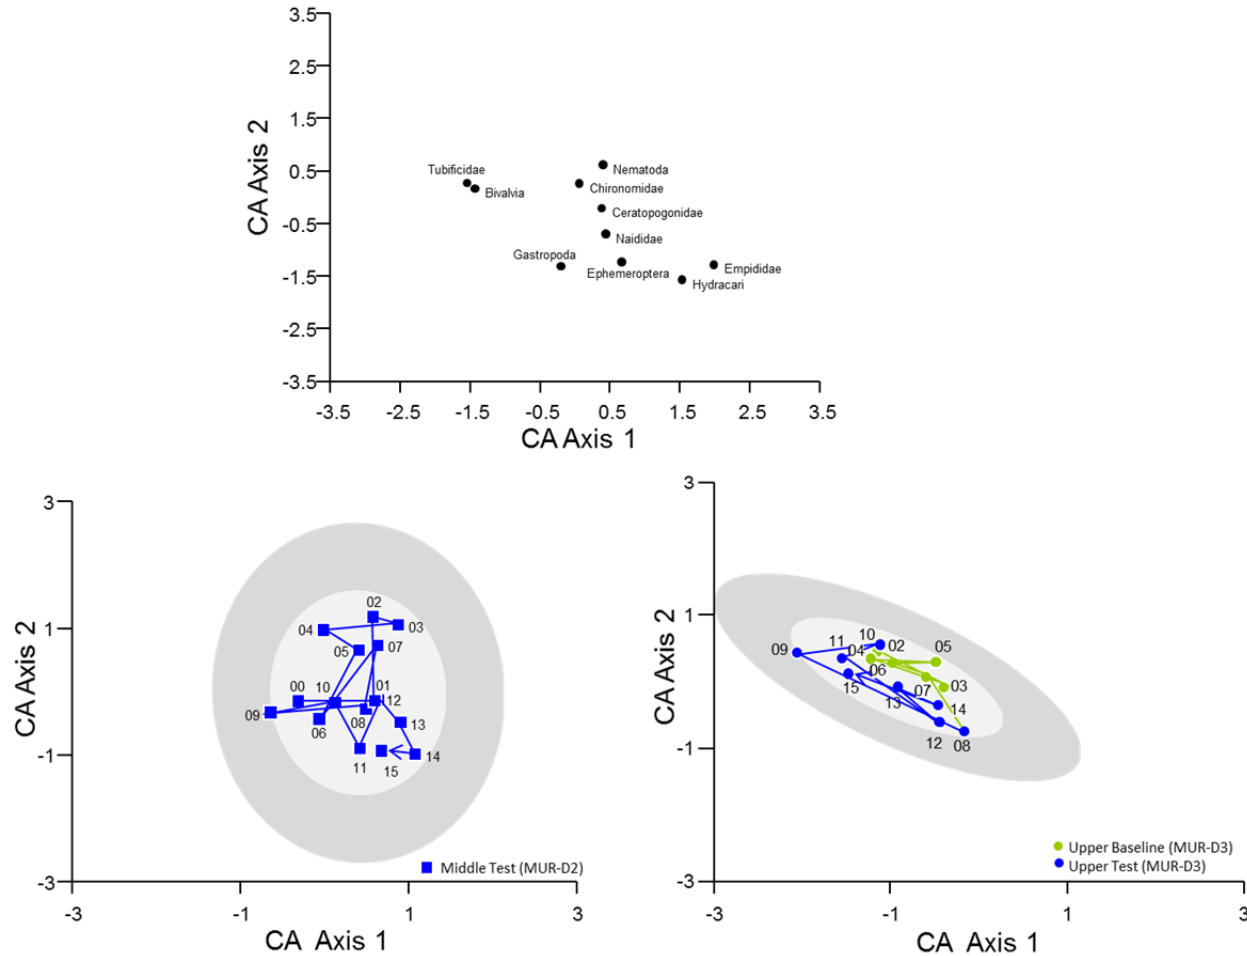 3.5
2.5
1.5
0.5
-0.5
-1.5
-2.5
-3.5
CA Axis 2
Tubificidae
Bivalvia
Nematoda
Chironomidae
Ceratopogonidae
Naididae
Gastropoda
Ephemeroptera
Empididae
Hydracari
-3.5 -2.5 -1.5 -0.5 0.5 1.5 2.5 3.5
CA Axis 1
3
1
-1
-3
CA Axis 2
02
03
04
05
07
00
10
01
12
09
06
08
13
11
15
14
Middle Test (MUR-D2)
-3 -1 1 3
CA Axis 1
3
1
-1
-3
CA Axis 2
09
11
10
04
02
05
06
15
07
03
13
14
12
08
Upper Baseline (MUR-D3)
Upper Test (MUR-D3)
-3 -1 1 3
CA Axis 1